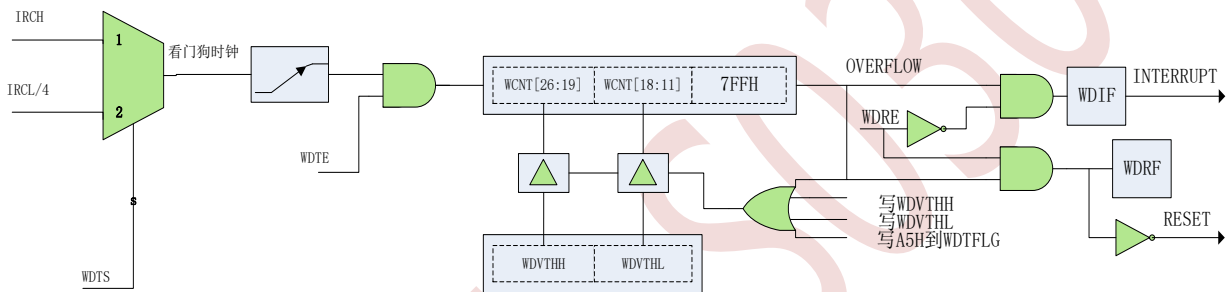 IRCH
1
看门狗时钟
IRCL/4
2
s
WDTS
WDTE
WCNT[26:19]
WCNT[18:11]
7FFH
OVERFLOW
WDRE
WDIF
INTERRUPT
WDRF
RESET
写WDVTHH
写WDVTHL
写A5H到WDTFLG
WDVTHH
WDVTHL